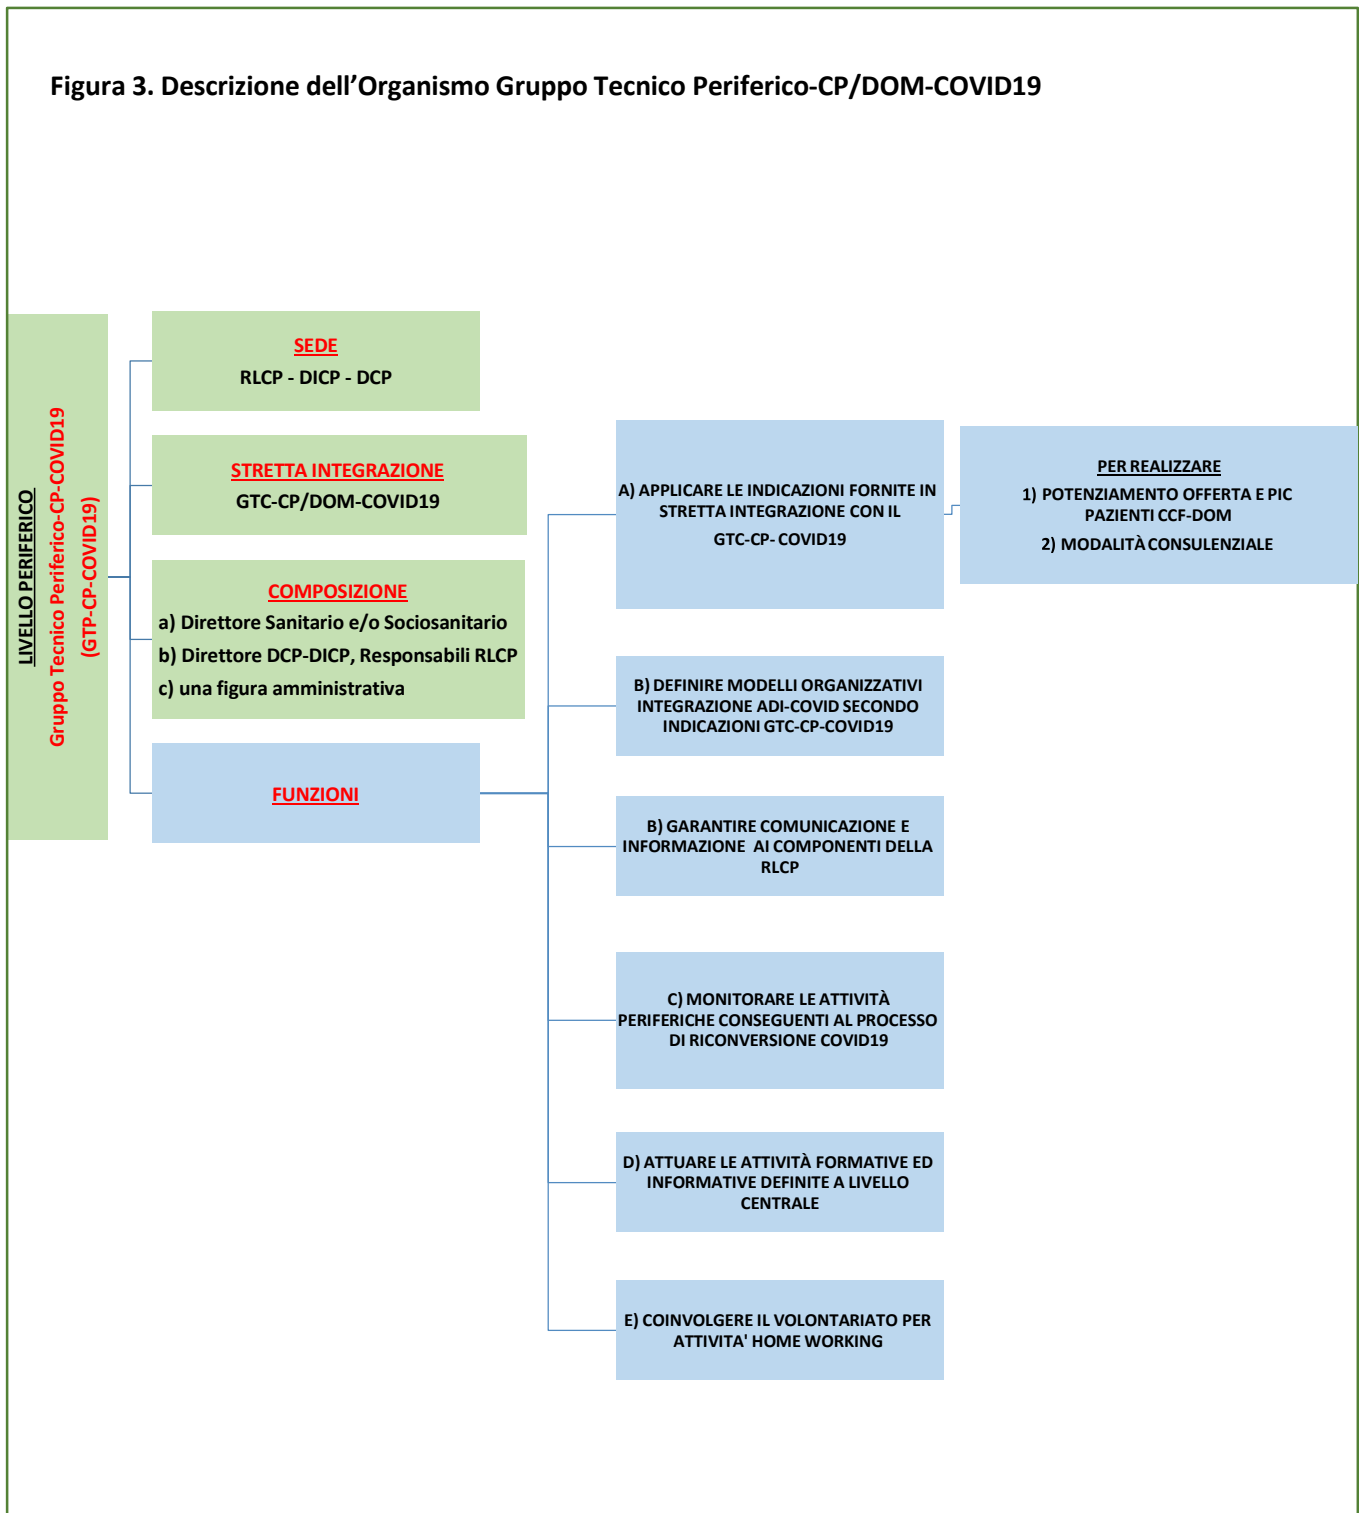 Figura 3. Descrizione dell'Organismo Gruppo Tecnico Periferico-CP/DOM-COVID19
LIVELLO PERIFERICO
Gruppo Tecnico Periferico-CP-COVID19
(GTP-CP-COVID19)
SEDE
RLCP - DICP - DCP
STRETTA INTEGRAZIONE
GTC-CP/DOM-COVID19
COMPOSIZIONE
a) Direttore Sanitario e/o Sociosanitario
b) Direttore DCP-DICP, Responsabili RLCP
c) una figura amministrativa
FUNZIONI
A) APPLICARE LE INDICAZIONI FORNITE IN
STRETTA INTEGRAZIONE CON IL
GTC-CP- COVID19
PER REALIZZARE
1) POTENZIAMENTO OFFERTA E PIC
PAZIENTI CCF-DOM
2) MODALITÀ CONSULENZIALE
B) DEFINIRE MODELLI ORGANIZZATIVI
INTEGRAZIONE ADI-COVID SECONDO
INDICAZIONI GTC-CP-COVID19
B) GARANTIRE COMUNICAZIONE E
INFORMAZIONE AI COMPONENTI DELLA
RLCP
C) MONITORARE LE ATTIVITÀ
PERIFERICHE CONSEGUENTI AL PROCESSO
DI RICONVERSIONE COVID19
D) ATTUARE LE ATTIVITÀ FORMATIVE ED
INFORMATIVE DEFINITE A LIVELLO
CENTRALE
E) COINVOLGERE IL VOLONTARIATO PER
ATTIVITA' HOME WORKING